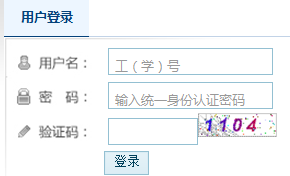 用户登录
用户名： 工（学）号
密　码： 输入统一身份认证密码
验证码： 1104
登录